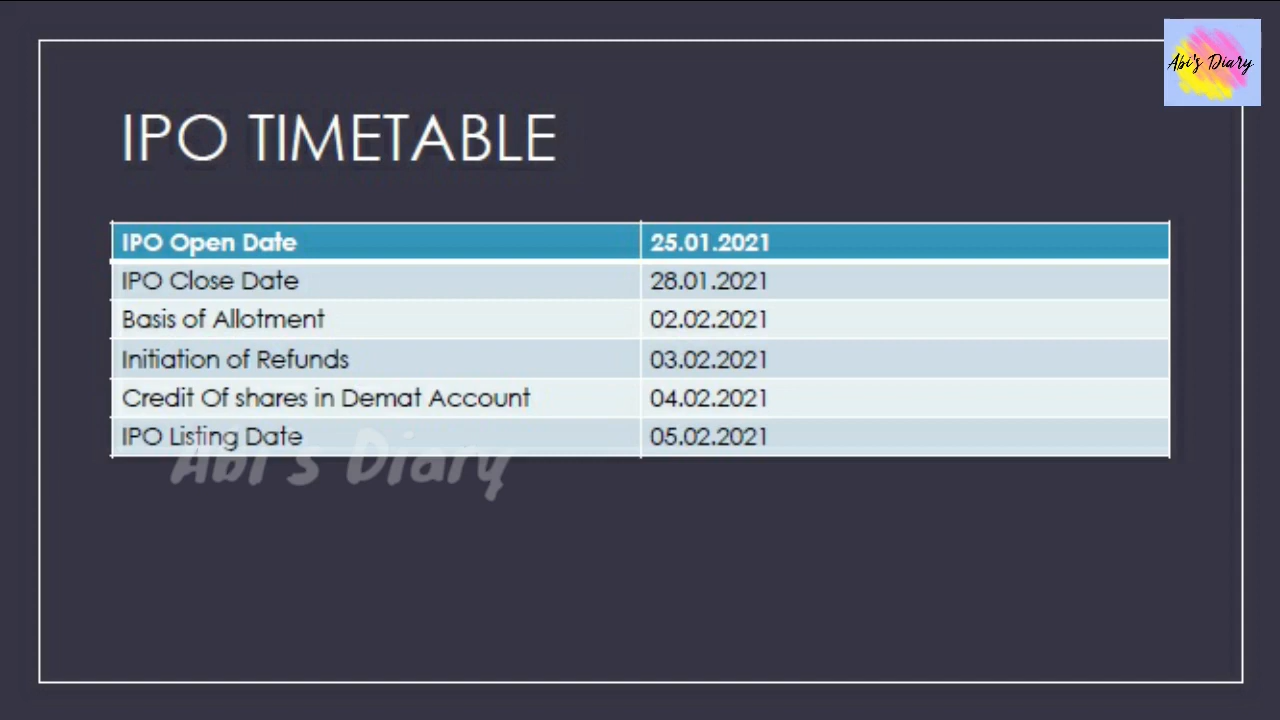 Abi's Diary
IPO TIMETABLE
IPO Open Date 25.01.2021
IPO Close Date 28.01.2021
Basis of Allotment 02.02.2021
Initiation of Refunds 03.02.2021
Credit Of shares in Demat Account 04.02.2021
IPO Listing Date 05.02.2021
Abi's Diary